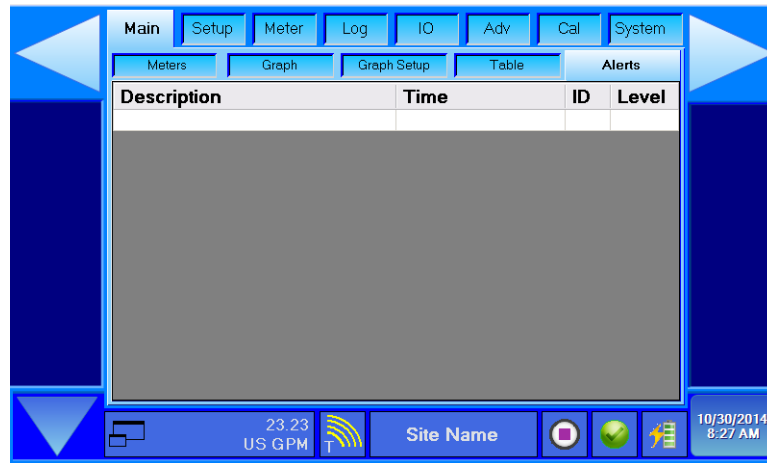 Main Setup Meter Log IO Adv Cal System
Meters Graph Graph Setup Table Alerts
Description Time ID Level
23.23
US GPM
T
Site Name
10/30/2014
8:27 AM